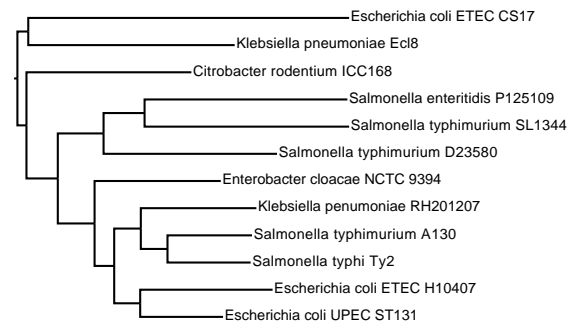 Escherichia coli ETEC CS17
Klebsiella pneumoniae Ecl8
Citrobacter rodentium ICC168
Salmonella enteritidis P125109
Salmonella typhimurium SL1344
Salmonella typhimurium D23580
Enterobacter cloacae NCTC 9394
Klebsiella penumoniae RH201207
Salmonella typhimurium A130
Salmonella typhi Ty2
Escherichia coli ETEC H10407
Escherichia coli UPEC ST131